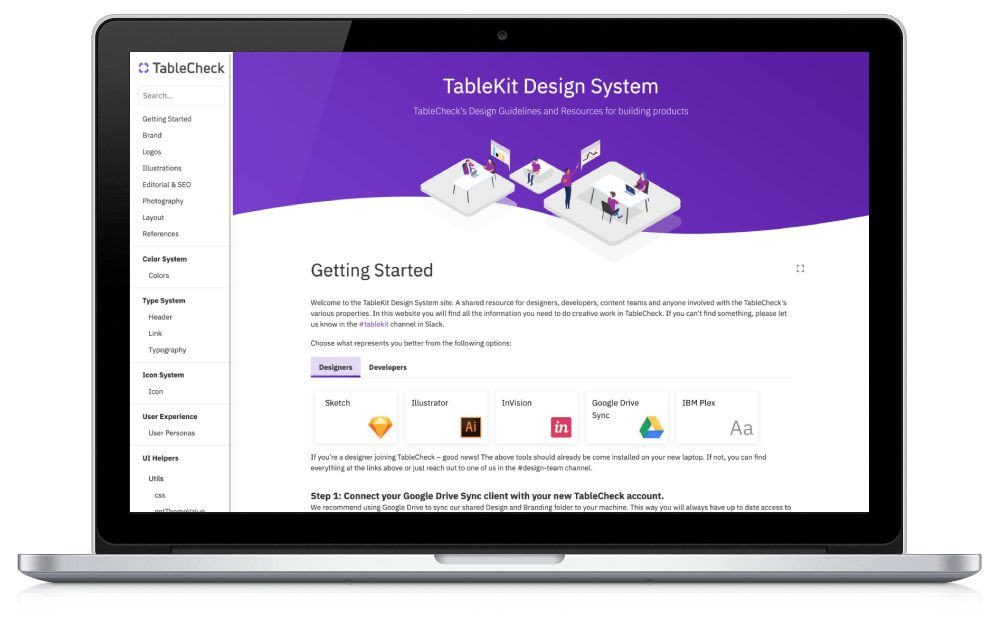 TableCheck
Search...
Getting Started
Brand
Logos
Illustrations
Editorial & SEO
Photography
Layout
References
Color System
Colors
Type System
Header
Link
Typography
Icon System
Icon
User Experience
User Personas
UI Helpers
Utils
css
getThemeValue
TableKit Design System
TableCheck's Design Guidelines and Resources for building products
Getting Started
Welcome to the TableKit Design System site. A shared resource for designers, developers, content teams and anyone involved with the TableCheck's
various properties. In this website you will find all the information you need to do creative work in TableCheck. If you can't find something, please let
us know in the #tablekit channel in Slack.
Choose what represents you better from the following options:
Designers Developers
Sketch
Illustrator
Ai
InVision
in
Google Drive
Sync
IBM Plex
Aa
If you're a designer joining TableCheck – good news! The above tools should already be come installed on your new laptop. If not, you can find
everything at the links above or just reach out to one of us in the #design-team channel.
Step 1: Connect your Google Drive Sync client with your new TableCheck account.
We recommend using Google Drive to sync our shared Design and Branding folder to your machine. This way you will always have up to date access to